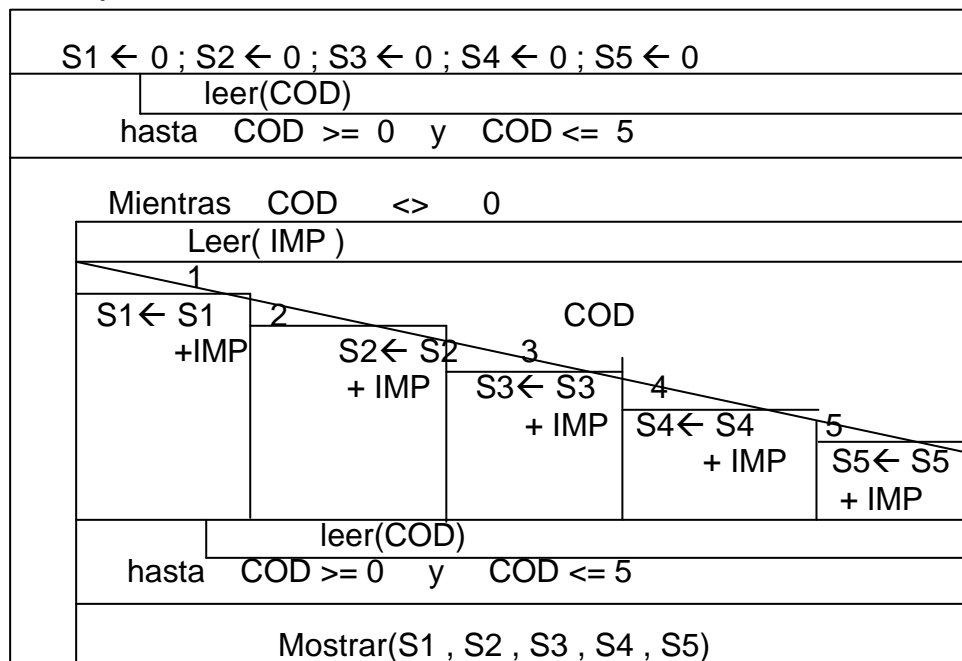 S1 ← 0 ; S2 ← 0 ; S3 ← 0 ; S4 ← 0 ; S5 ← 0
leer(COD)
hasta COD >= 0 y COD <= 5
Mientras COD <> 0
Leer( IMP )
1
S1← S1
+IMP
2
COD
S2← S2
+ IMP
3
S3← S3
+ IMP
4
S4← S4
+ IMP
5
S5← S5
+ IMP
leer(COD)
hasta COD >= 0 y COD <= 5
Mostrar(S1 , S2 , S3 , S4 , S5)